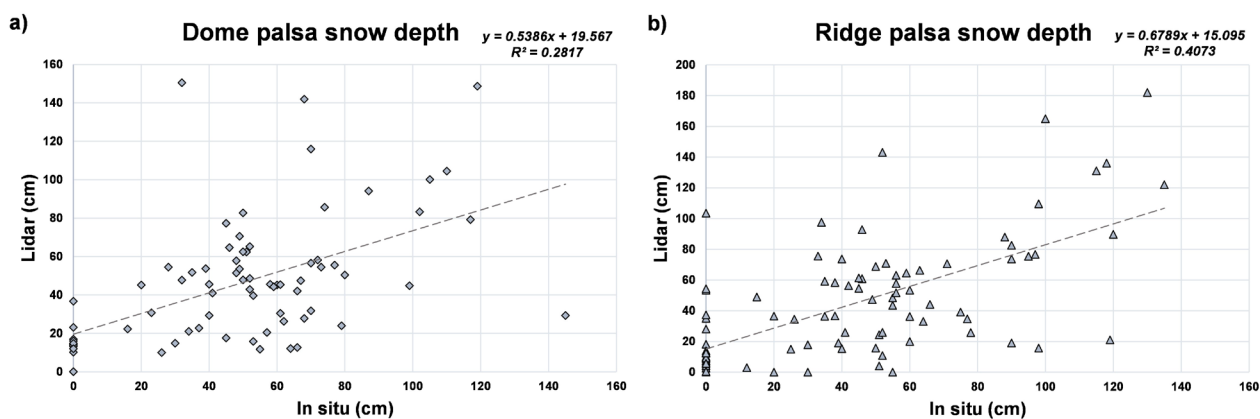 a)
Dome palsa snow depth
y = 0.5386x + 19.567
R² = 0.2817
160
140
120
100
80
60
40
20
0
Lidar (cm)
0 20 40 60 80 100 120 140 160
In situ (cm)
b)
Ridge palsa snow depth
y = 0.6789x + 15.095
R² = 0.4073
200
180
160
140
120
100
80
60
40
20
0
Lidar (cm)
0 20 40 60 80 100 120 140 160
In situ (cm)